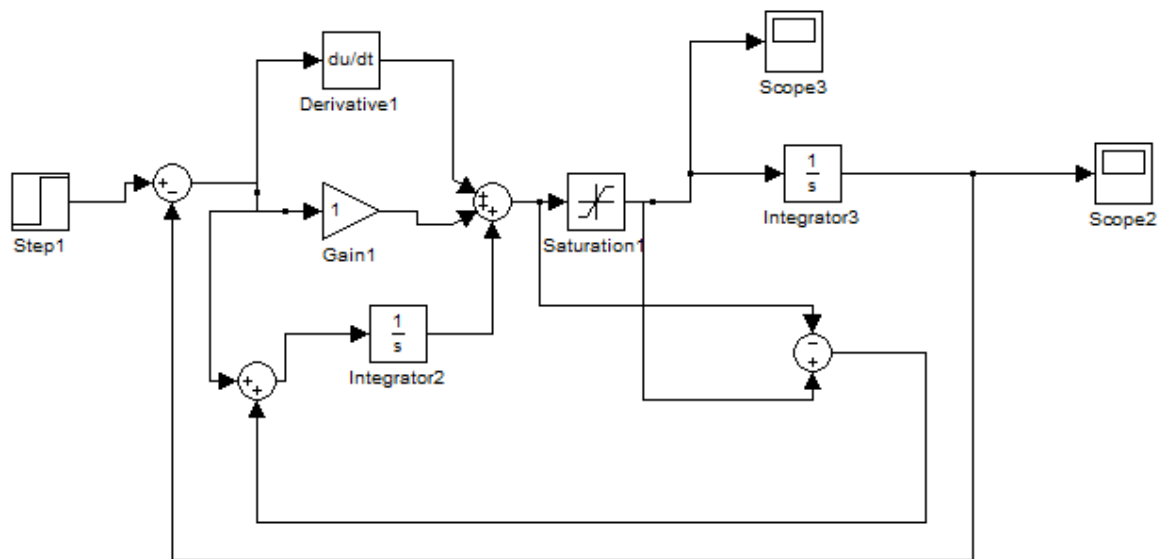 du/dt
Derivative1
Scope3
Step1
+
−
1
Gain1
+
+
+
Saturation1
1
s
Integrator3
Scope2
1
s
Integrator2
+
+
−
+